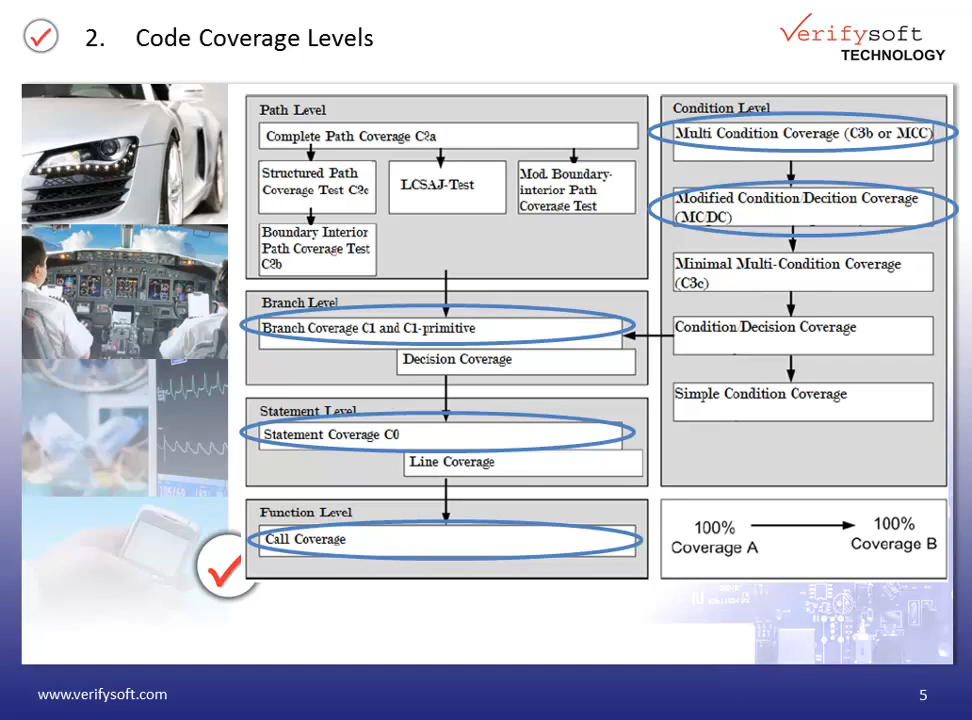 2. Code Coverage Levels
Verifysoft
TECHNOLOGY
Path Level
Complete Path Coverage C2a
Structured Path
Coverage Test C2c
LCSAJ-Test
Mod. Boundary-
interior Path
Coverage Test
Boundary Interior
Path Coverage Test
C2b
Branch Level
Branch Coverage C1 and C1-primitive
Decision Coverage
Statement Level
Statement Coverage C0
Line Coverage
Function Level
Call Coverage
Condition Level
Multi Condition Coverage (C3b or MCC)
Modified Condition/Decition Coverage
(MC/DC)
Minimal Multi-Condition Coverage
(C3c)
Condition/Decision Coverage
Simple Condition Coverage
100%
Coverage A
100%
Coverage B
www.verifysoft.com
5